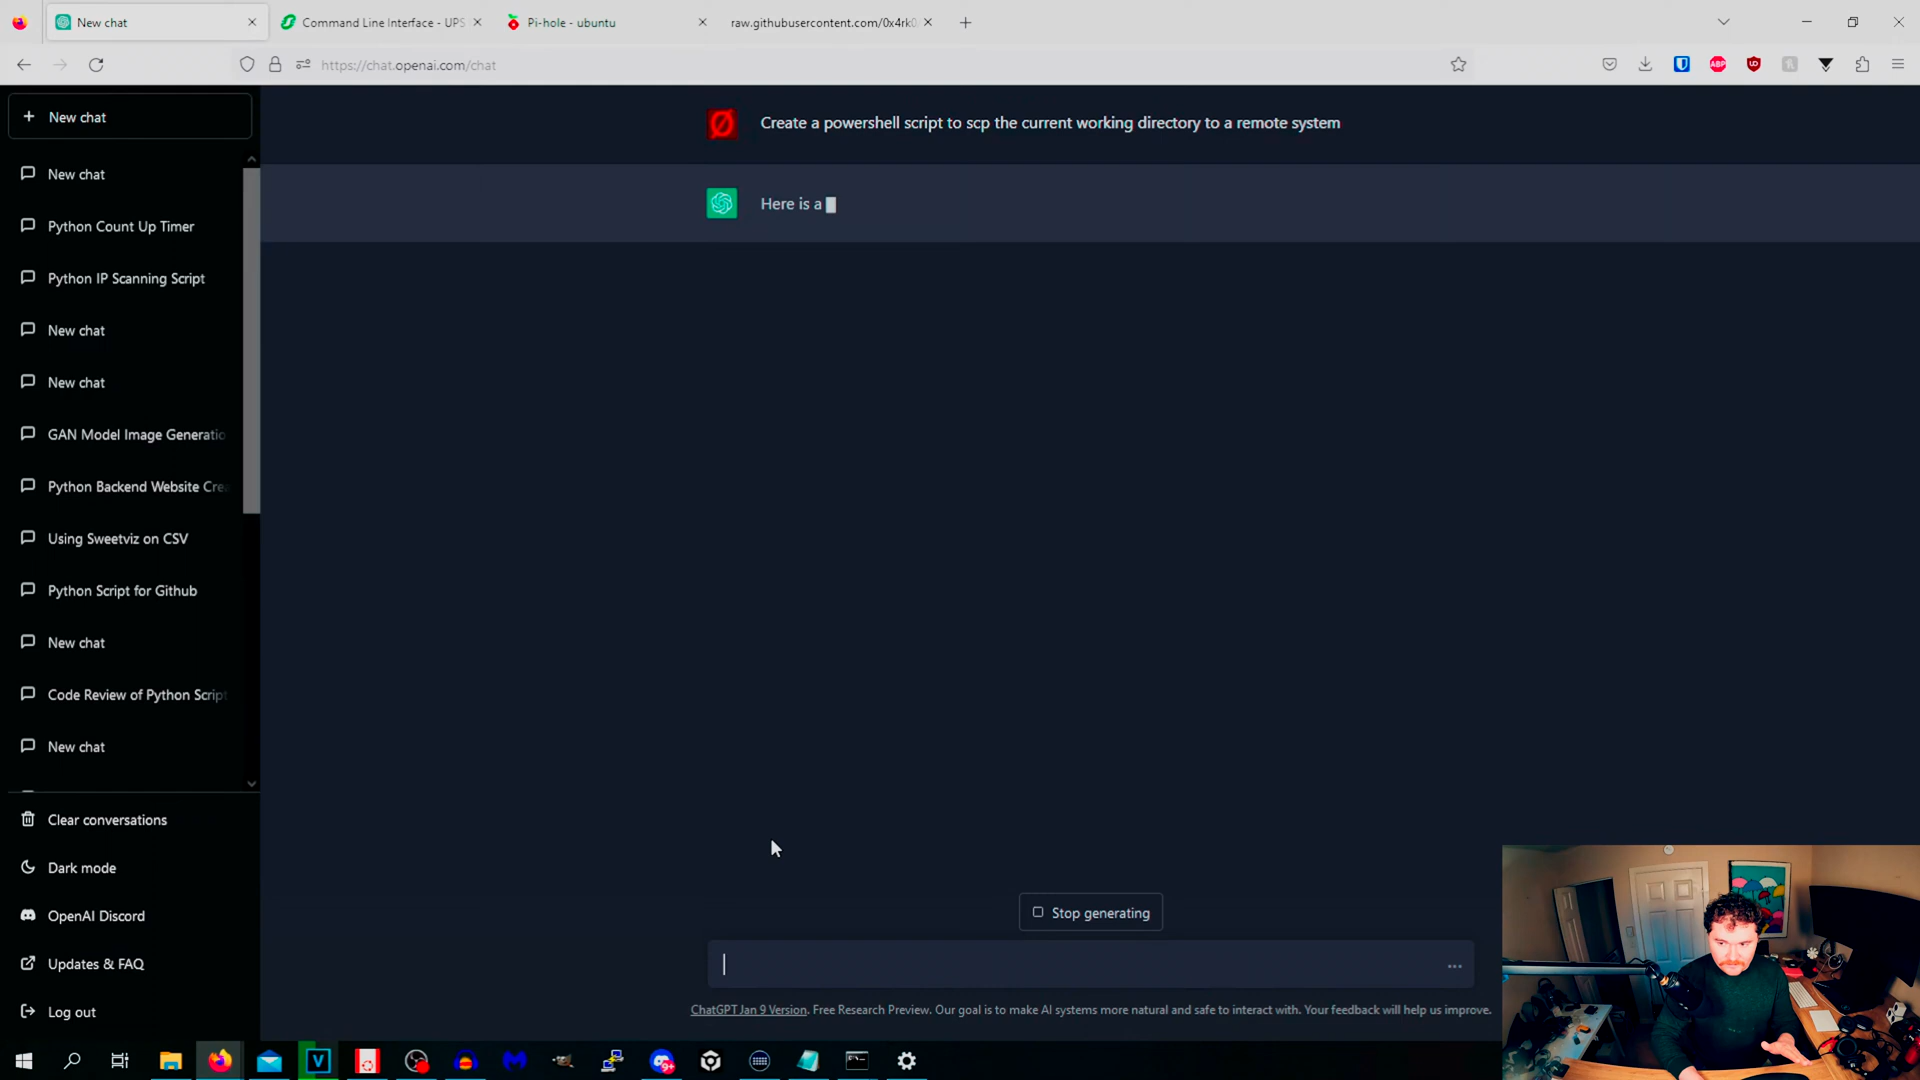 New chat
Command Line Interface - UPS
Pi-hole - ubuntu
raw.githubusercontent.com/0x4rk
https://chat.openai.com/chat
ABP
New chat
New chat
Python Count Up Timer
Python IP Scanning Script
New chat
New chat
GAN Model Image Generatio
Python Backend Website Cre
Using Sweetviz on CSV
Python Script for Github
New chat
Code Review of Python Script
New chat
Clear conversations
Dark mode
OpenAI Discord
Updates & FAQ
Log out
Create a powershell script to scp the current working directory to a remote system
Here is a
Stop generating
ChatGPT Jan 9 Version. Free Research Preview. Our goal is to make AI systems more natural and safe to interact with. Your feedback will help us improve.
V
9+